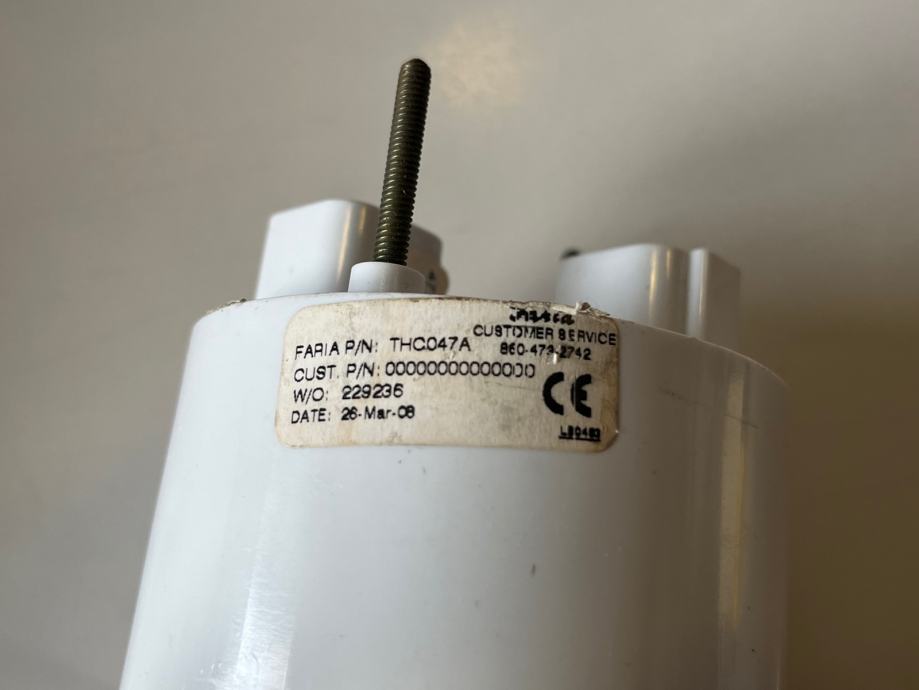 CUSTOMER SERVICE
FARIA P/N: THC047A 860-473-2742
CUST. P/N: 00000000000000
W/O: 229236
CE
DATE: 26-Mar-08